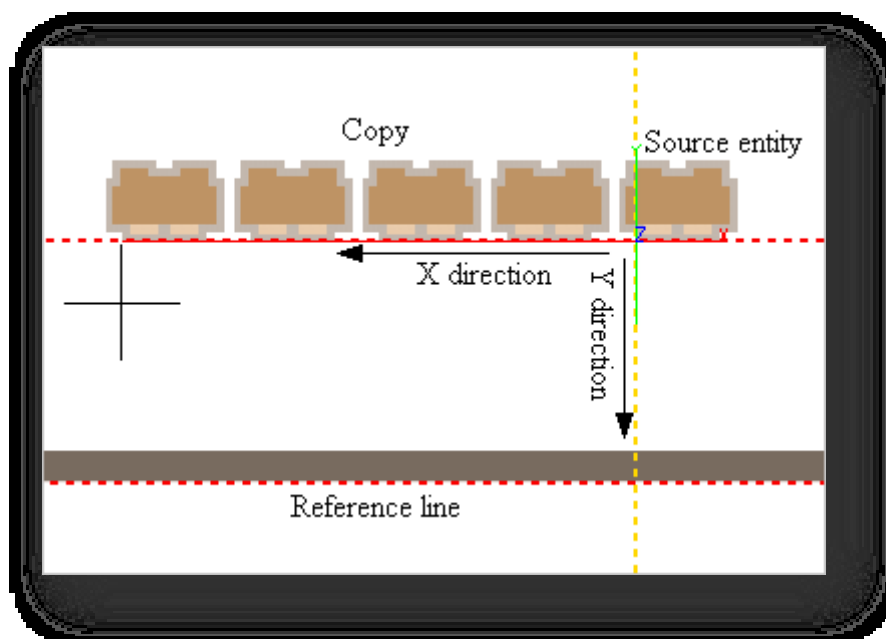 Copy
Source entity
Z
X direction
Y direction
Reference line